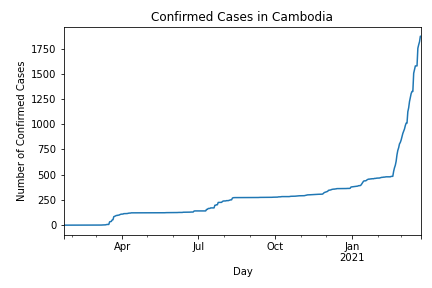 Confirmed Cases in Cambodia
Number of Confirmed Cases
1750
1500
1250
1000
750
500
250
0
Apr
Jul
Oct
Jan
2021
Day